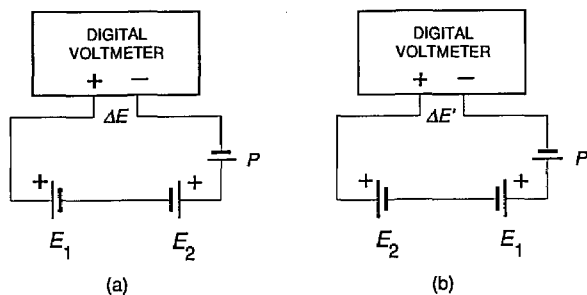 DIGITAL
VOLTMETER
+ −
ΔE
P
+ +
E₁ E₂
(a)
DIGITAL
VOLTMETER
+ −
ΔE'
P
+ +
E₂ E₁
(b)